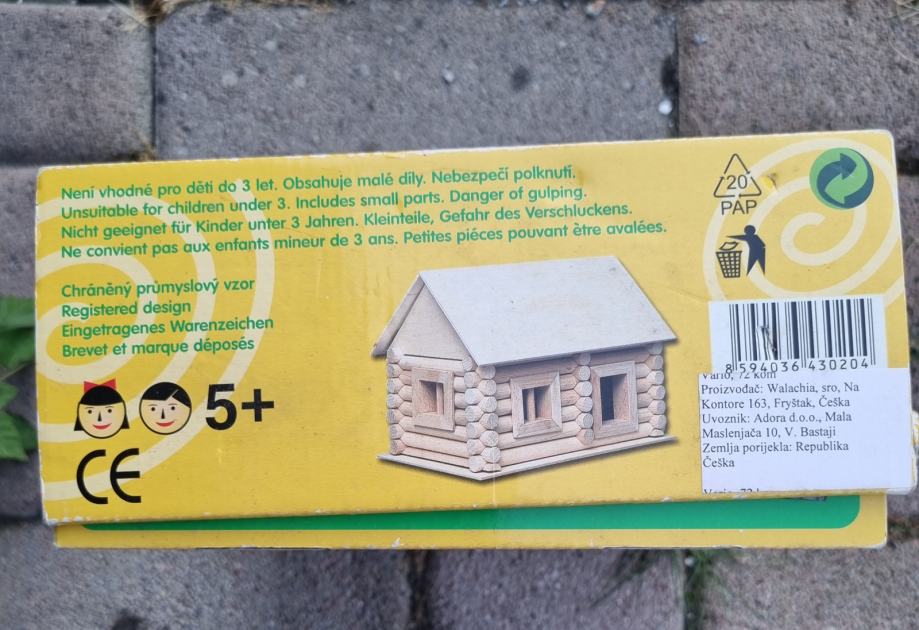 Není vhodné pro děti do 3 let. Obsahuje malé díly. Nebezpečí polknutí.
Unsuitable for children under 3. Includes small parts. Danger of gulping.
Nicht geeignet für Kinder unter 3 Jahren. Kleinteile, Gefahr des Verschluckens.
Ne convient pas aux enfants mineur de 3 ans. Petites piéces pouvant être avalées.
Chráněný průmyslový vzor
Registered design
Eingetragenes Warenzeichen
Brevet et marque déposés
5+
CE
20
PAP
8 594036 430204
Vario, 72 kom
Proizvođač: Walachia, sro, Na
Kontore 163, Fryštak, Češka
Uvoznik: Adora d.o.o., Mala
Maslenjača 10, V. Bastaji
Zemlja porijekla: Republika
Češka